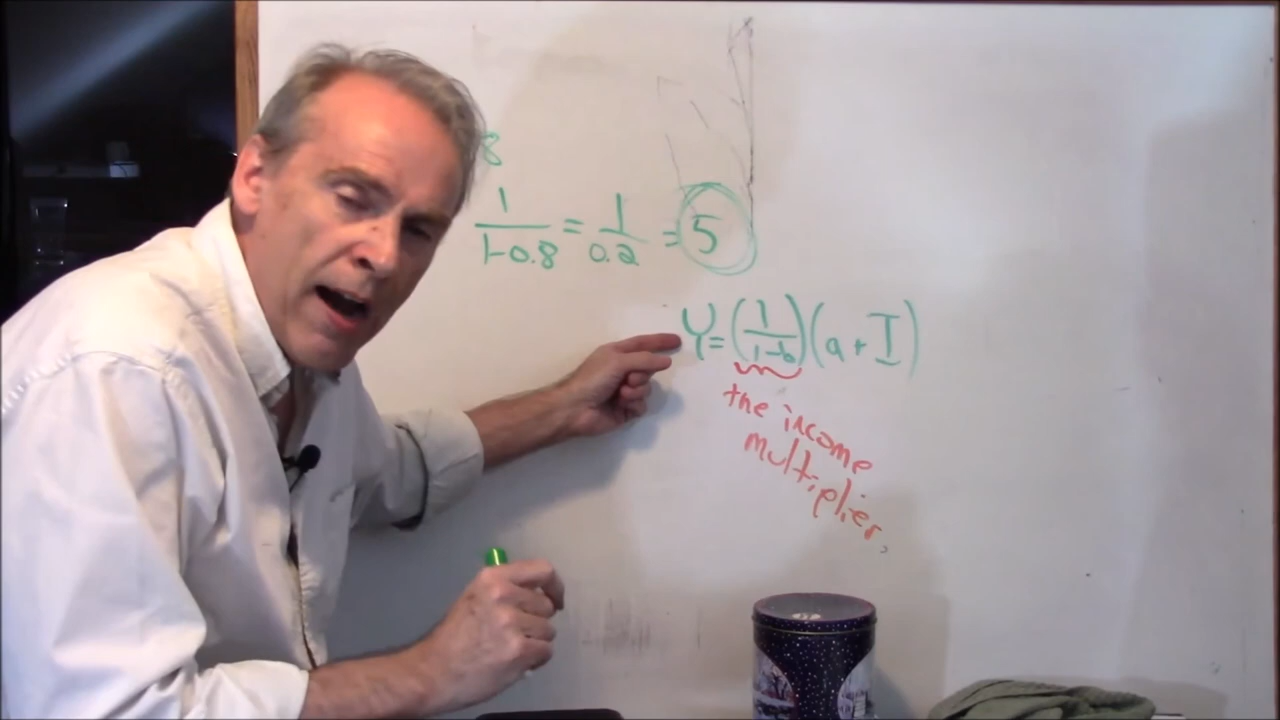 8
1/1-0.8 = 1/0.2 = 5
Y=(1/1-b)(a+I)
the income
multiplier.